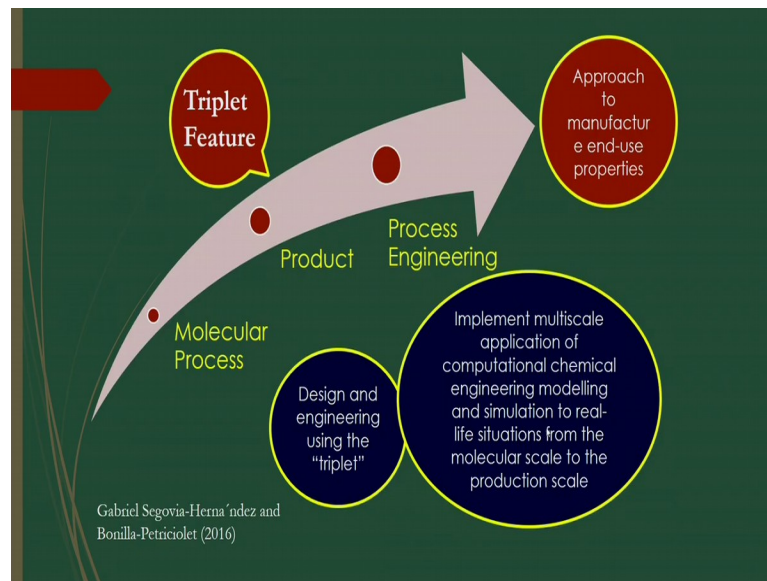 Triplet
Feature
Approach
to
manufactur
e end-use
properties
Process
Engineering
Product
Molecular
Process
Implement multiscale
application of
computational chemical
engineering modelling
and simulation to real-
life situations from the
molecular scale to the
production scale
Design and
engineering
using the
“triplet”
Gabriel Segovia-Herna´ndez and
Bonilla-Petriciolet (2016)